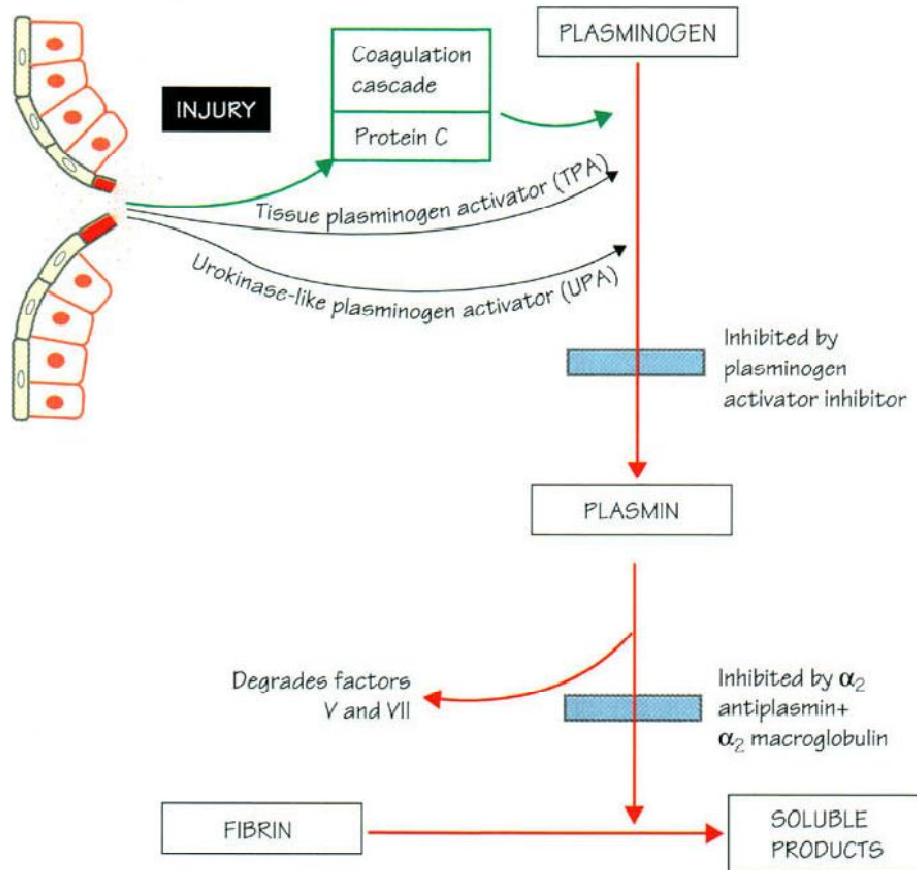 PLASMINOGEN
Coagulation
cascade
Protein C
INJURY
Tissue plasminogen activator (TPA)
Urokinase-like plasminogen activator (UPA)
Inhibited by
plasminogen
activator inhibitor
PLASMIN
Degrades factors
V and VII
Inhibited by α₂
antiplasmin+
α₂ macroglobulin
FIBRIN
SOLUBLE
PRODUCTS